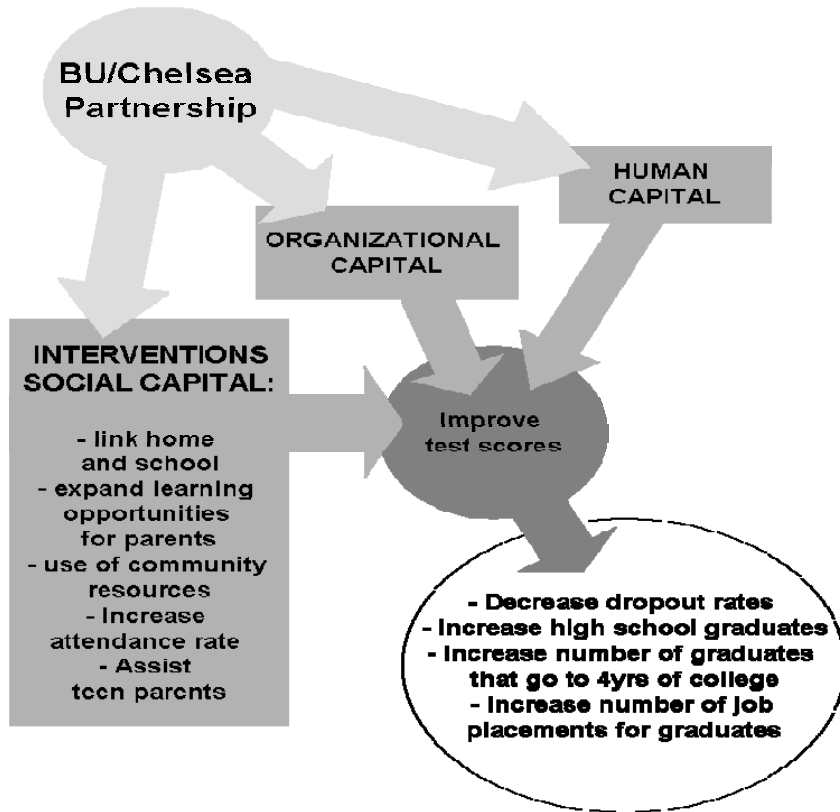 BU/Chelsea
Partnership
HUMAN
CAPITAL
ORGANIZATIONAL
CAPITAL
INTERVENTIONS
SOCIAL CAPITAL:
- link home
and school
- expand learning
opportunities
for parents
- use of community
resources
- Increase
attendance rate
- Assist
teen parents
Improve
test scores
- Decrease dropout rates
- Increase high school graduates
- Increase number of graduates
that go to 4yrs of college
- Increase number of job
placements for graduates